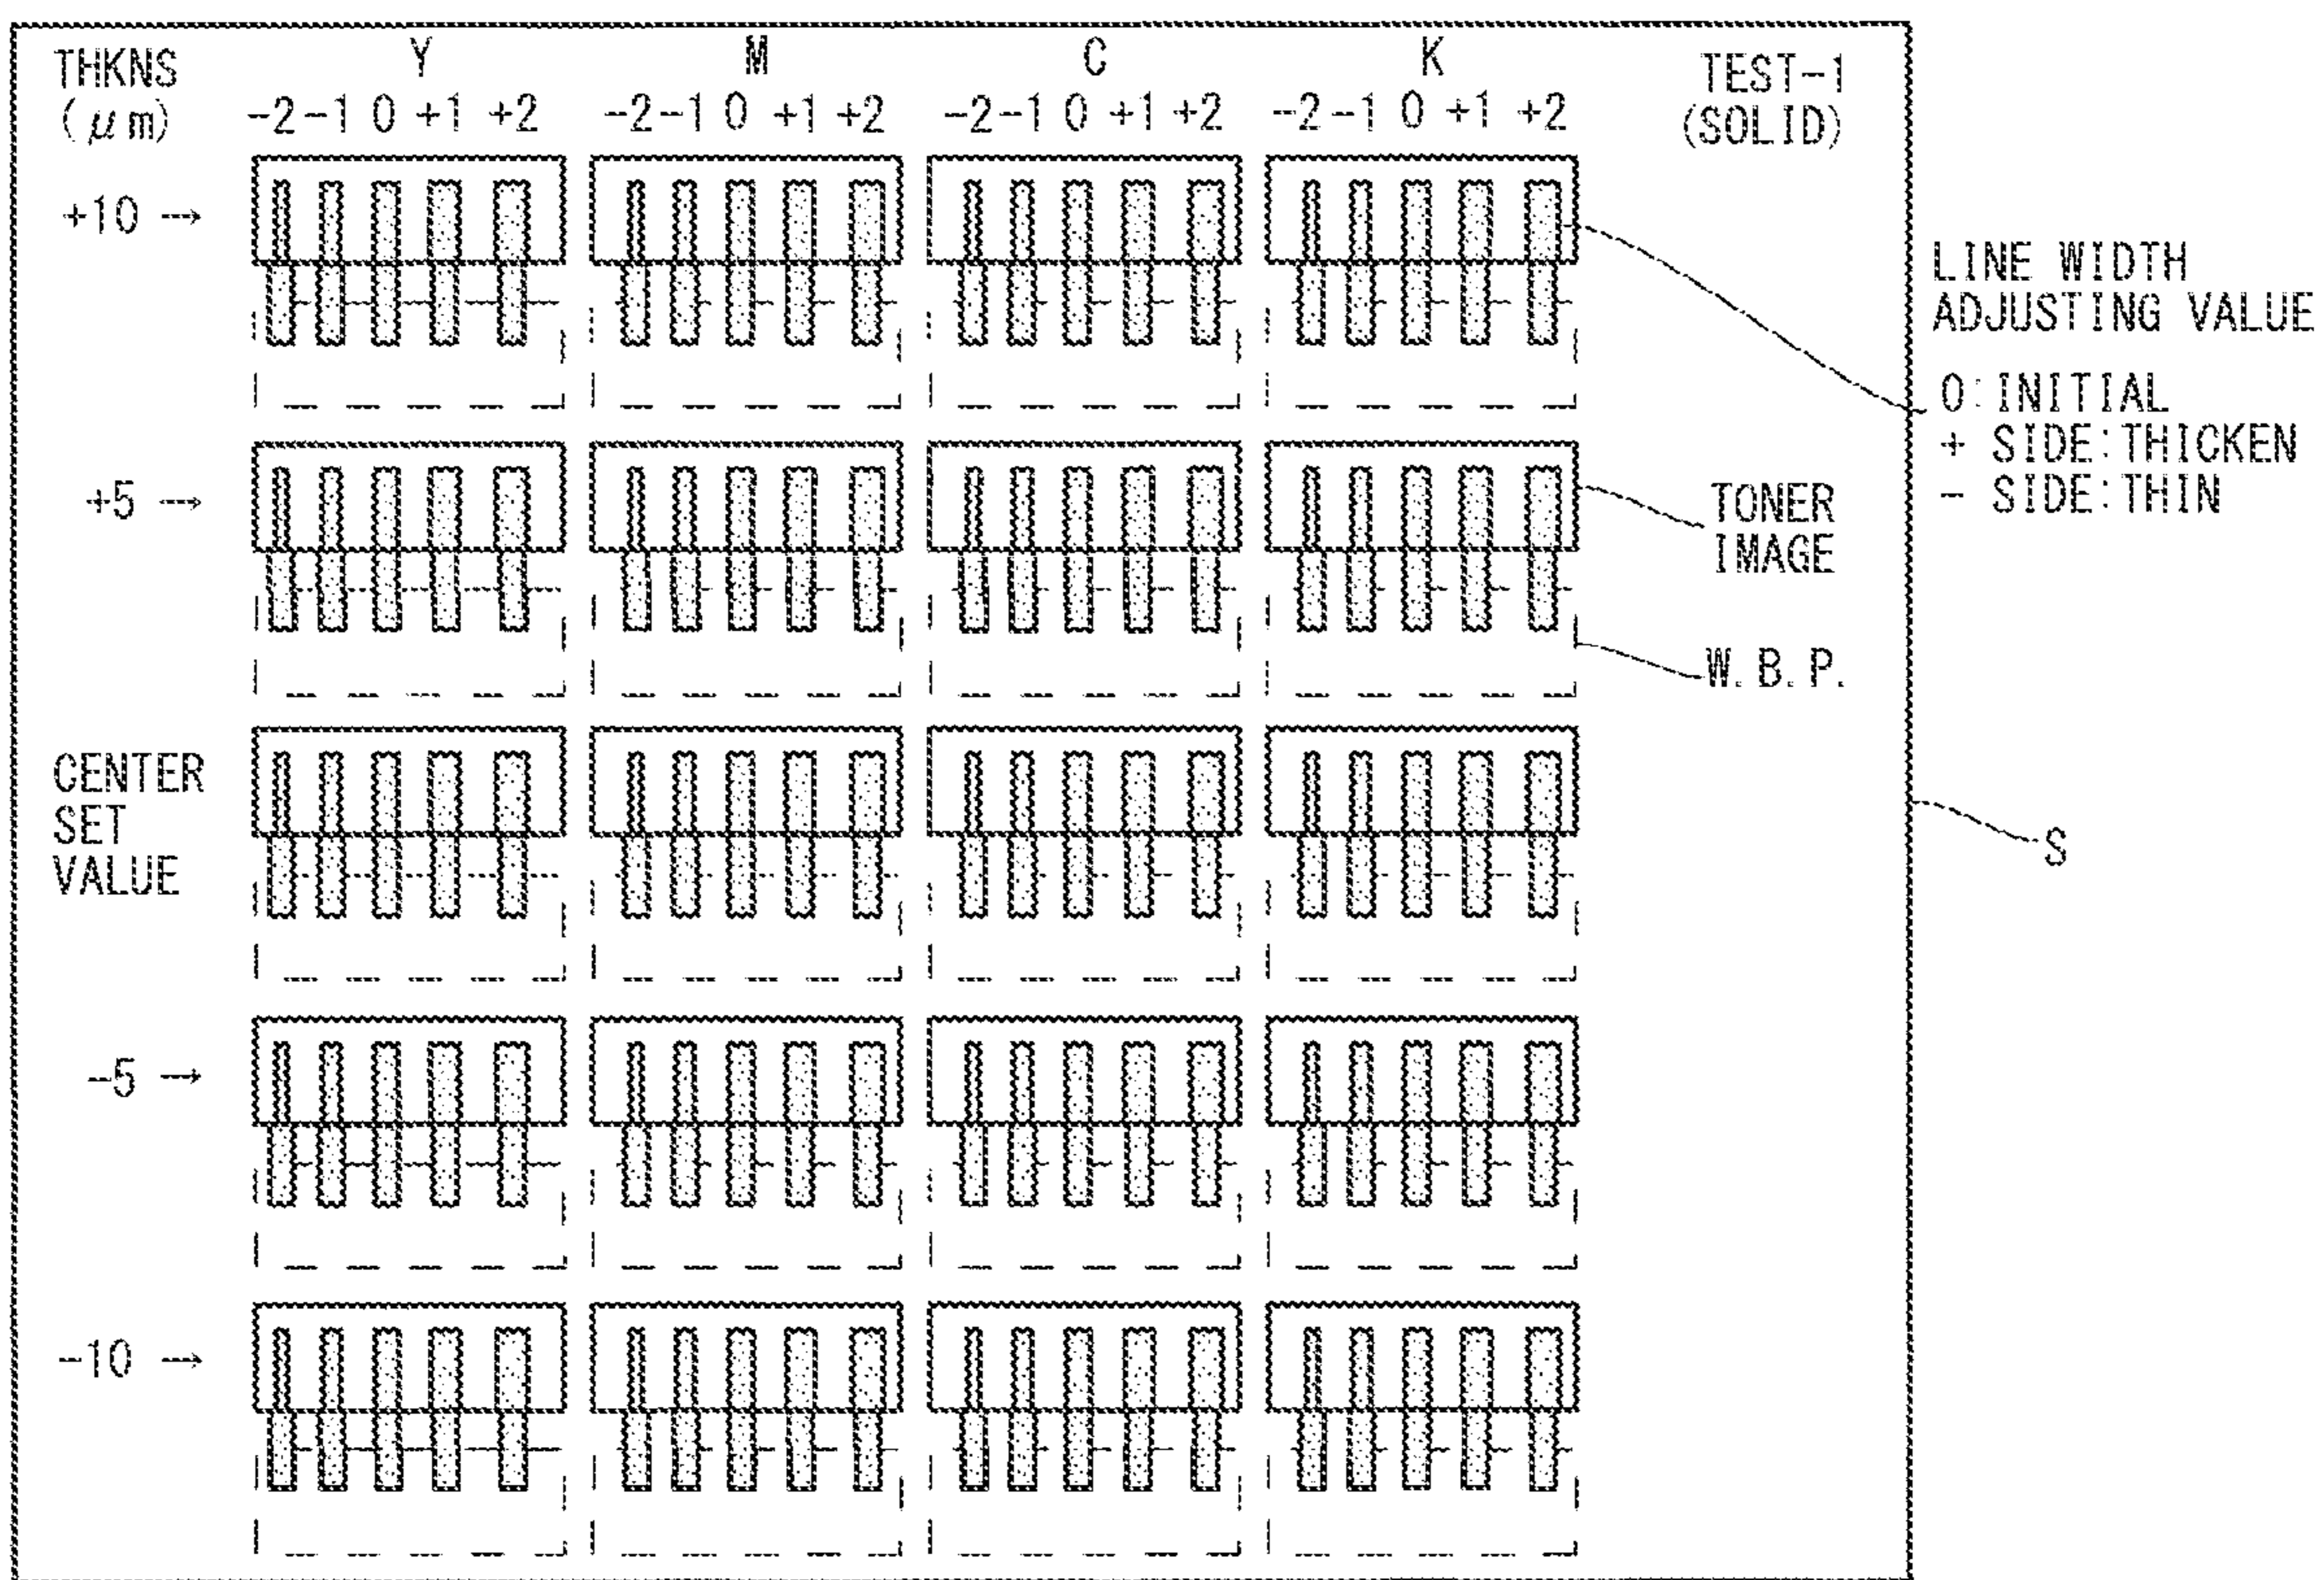 THKNS
(μm)
Y M C K
-2 -1 0 +1 +2 -2 -1 0 +1 +2 -2 -1 0 +1 +2 -2 -1 0 +1 +2
TEST-1
(SOLID)
+10 →
LINE WIDTH
ADJUSTING VALUE
0:INITIAL
+ SIDE:THICKEN
- SIDE:THIN
+5 →
TONER
IMAGE
W.B.P.
CENTER
SET
VALUE
S
-5 →
-10 →